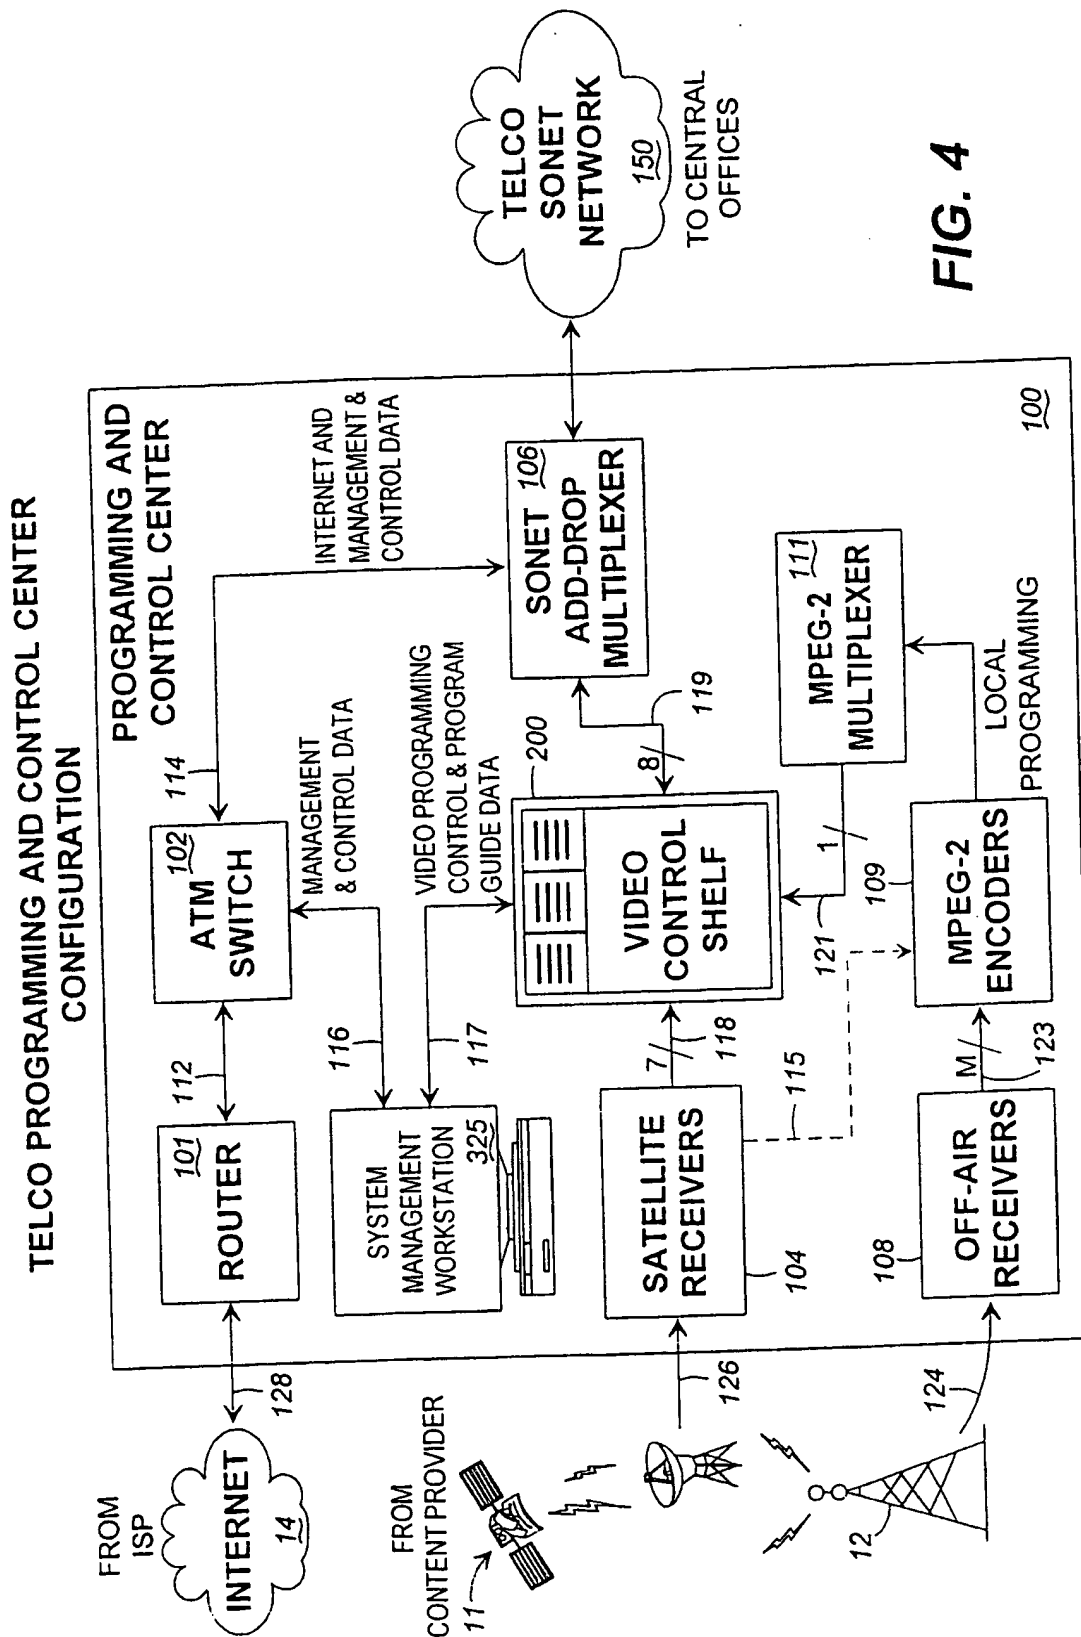 TELCO PROGRAMMING AND CONTROL CENTER
CONFIGURATION
PROGRAMMING AND
CONTROL CENTER
FROM
ISP
INTERNET
14
128
ROUTER
101
112
ATM
SWITCH
102
114
INTERNET AND
MANAGEMENT &
CONTROL DATA
116
MANAGEMENT
& CONTROL DATA
SYSTEM
MANAGEMENT
WORKSTATION
325
117
VIDEO PROGRAMMING
CONTROL & PROGRAM
GUIDE DATA
SONET
ADD-DROP
MULTIPLEXER
106
TELCO
SONET
NETWORK
150
TO CENTRAL
OFFICES
FROM
CONTENT PROVIDER
11
126
SATELLITE
RECEIVERS
104
7
118
115
VIDEO
CONTROL
SHELF
200
8
119
1
121
MPEG-2
MULTIPLEXER
111
12
124
OFF-AIR
RECEIVERS
108
M
123
MPEG-2
ENCODERS
109
LOCAL
PROGRAMMING
100
FIG. 4